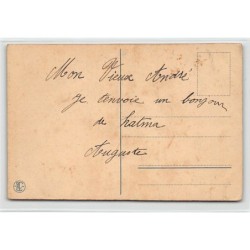 Mon Vieux André
je t'envoie un bonjour
de Fatma
Auguste